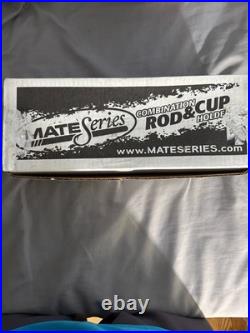 MATE Series
COMBINATION
ROD & CUP
HOLDE
www.MATESERIES.com